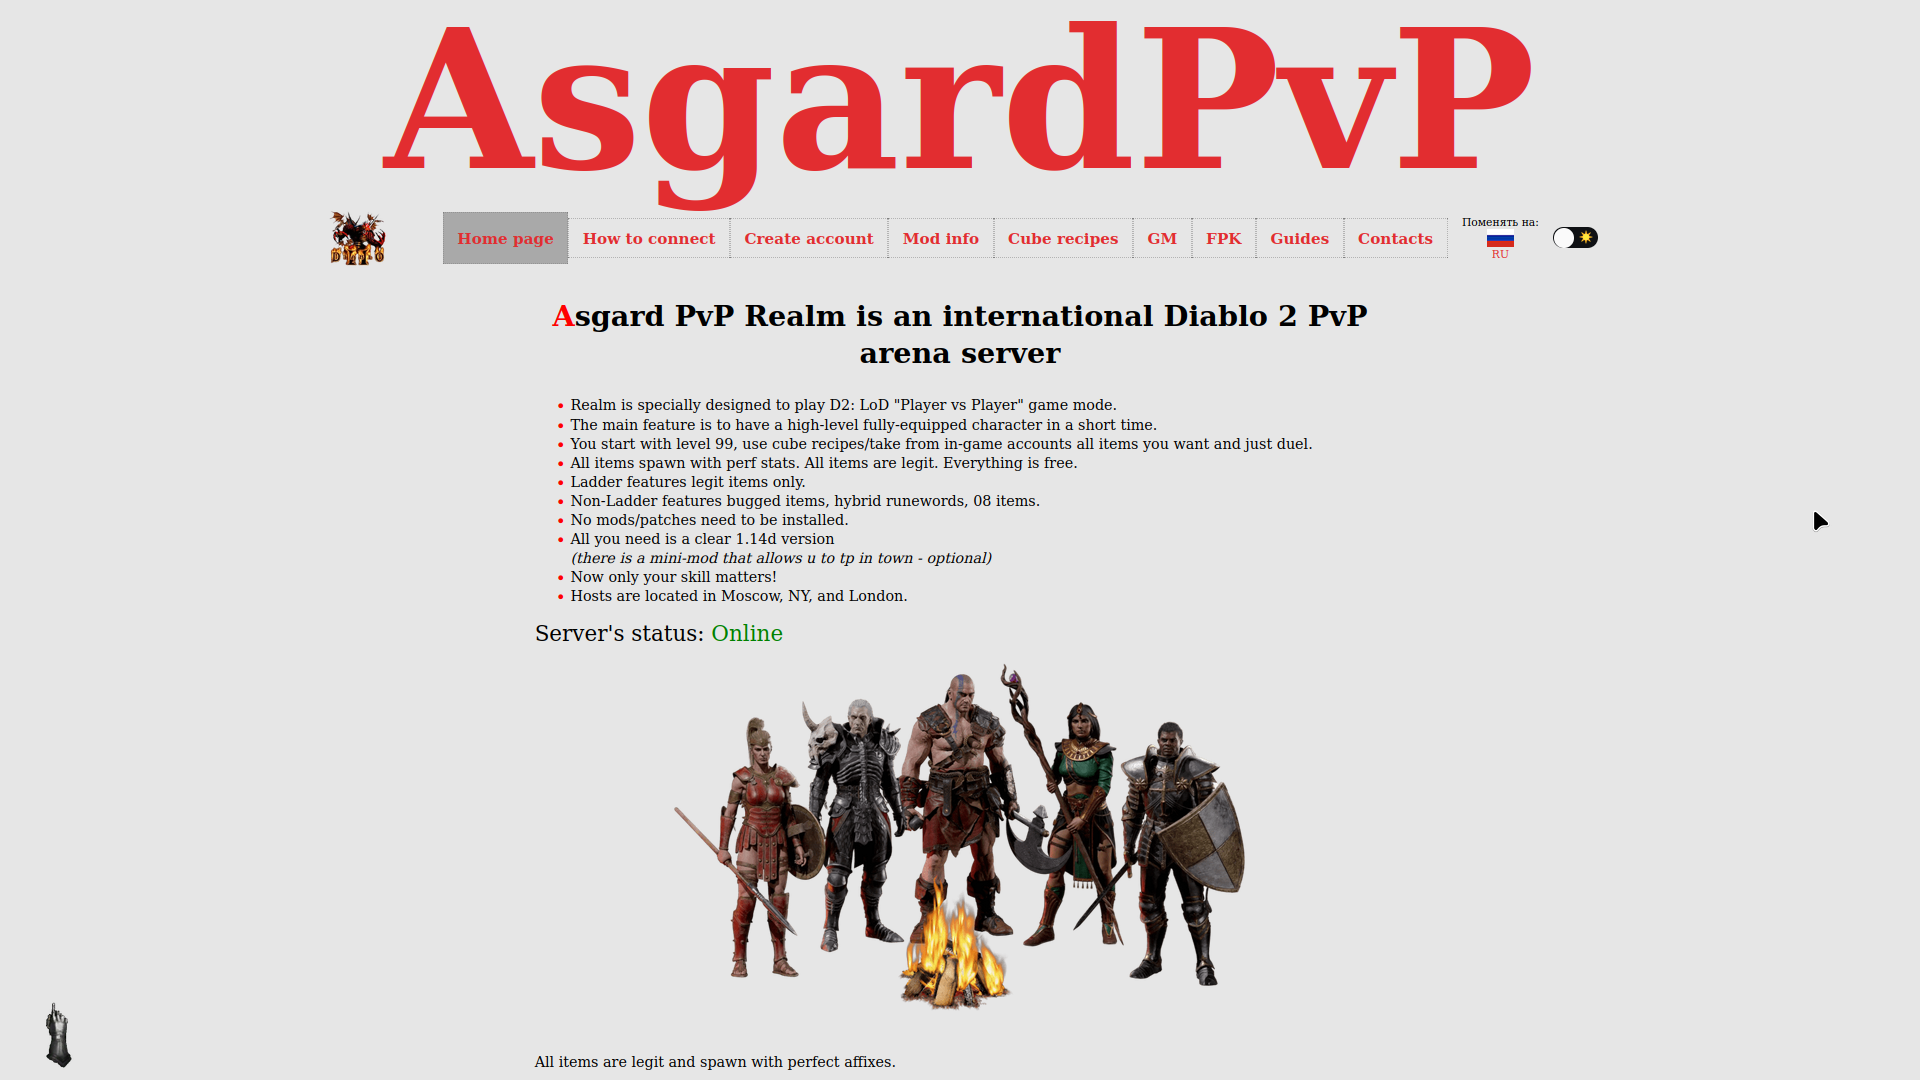 AsgardPvP
Home page
How to connect
Create account
Mod info
Cube recipes
GM
FPK
Guides
Contacts
Поменять на:
RU
Asgard PvP Realm is an international Diablo 2 PvP
arena server
Realm is specially designed to play D2: LoD "Player vs Player" game mode.
The main feature is to have a high-level fully-equipped character in a short time.
You start with level 99, use cube recipes/take from in-game accounts all items you want and just duel.
All items spawn with perf stats. All items are legit. Everything is free.
Ladder features legit items only.
Non-Ladder features bugged items, hybrid runewords, 08 items.
No mods/patches need to be installed.
All you need is a clear 1.14d version
(there is a mini-mod that allows u to tp in town - optional)
Now only your skill matters!
Hosts are located in Moscow, NY, and London.
Server's status: Online
All items are legit and spawn with perfect affixes.